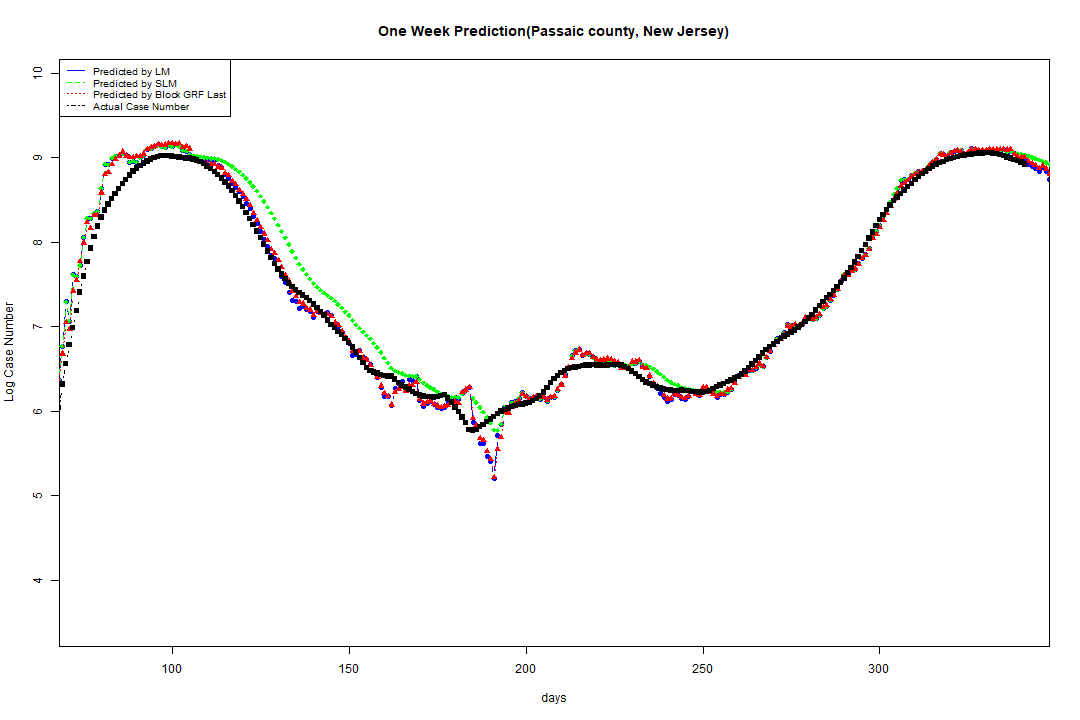 One Week Prediction(Passaic county, New Jersey)
Predicted by LM
Predicted by SLM
Predicted by Block GRF Last
Actual Case Number
10
9
8
7
6
5
4
Log Case Number
100 150 200 250 300
days